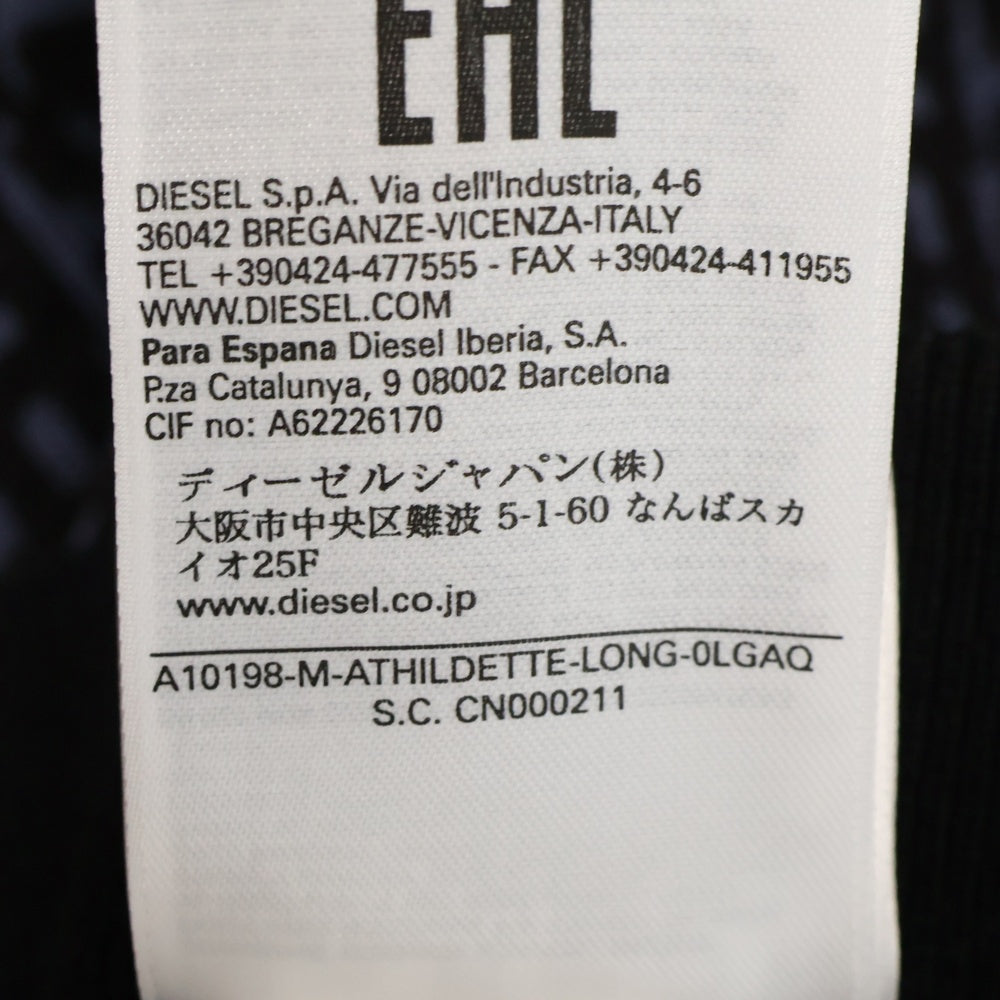 EAC
DIESEL S.p.A. Via dell'Industria, 4-6
36042 BREGANZE-VICENZA-ITALY
TEL +390424-477555 - FAX +390424-411955
WWW.DIESEL.COM
Para Espana Diesel Iberia, S.A.
P.za Catalunya, 9 08002 Barcelona
CIF no: A62226170
ディーゼルジャパン(株)
大阪市中央区難波 5-1-60 なんばスカ
イオ25F
www.diesel.co.jp
A10198-M-ATHILDETTE-LONG-0LGAQ
S.C. CN000211